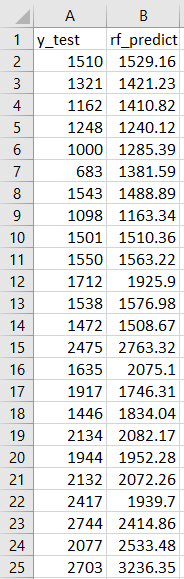 A B
1 y_test rf_predict
2 1510 1529.16
3 1321 1421.23
4 1162 1410.82
5 1248 1240.12
6 1000 1285.39
7 683 1381.59
8 1543 1488.89
9 1098 1163.34
10 1501 1510.36
11 1550 1563.22
12 1712 1925.9
13 1538 1576.98
14 1472 1508.67
15 2475 2763.32
16 1635 2075.1
17 1917 1746.31
18 1446 1834.04
19 2134 2082.17
20 1944 1952.28
21 2132 2072.26
22 2417 1939.7
23 2744 2414.86
24 2077 2533.48
25 2703 3236.35